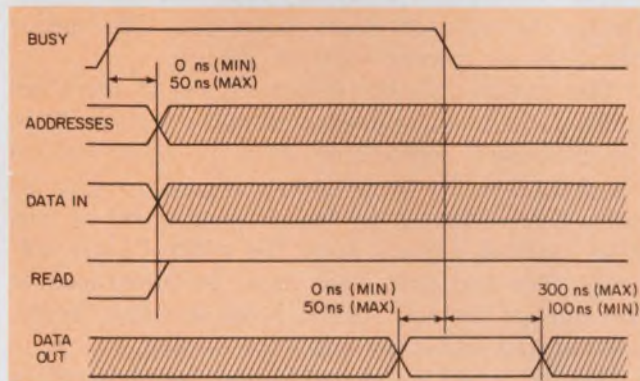 BUSY
0 ns (MIN)
50 ns (MAX)
ADDRESSES
DATA IN
READ
0 ns (MIN)
50 ns (MAX)
300 ns (MAX)
100 ns (MIN)
DATA
OUT